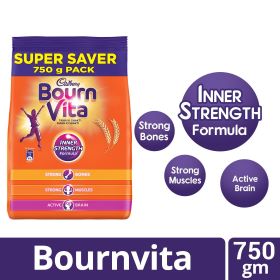 SUPER SAVER
750 g PACK
Cadbury
Bourn
Vita
INNER
STRENGTH
Formula
STRONG BONES
STRONG MUSCLES
ACTIVE BRAIN
INNER
STRENGTH
Formula
Strong
Bones
Strong
Muscles
Active
Brain
Bournvita
750
gm